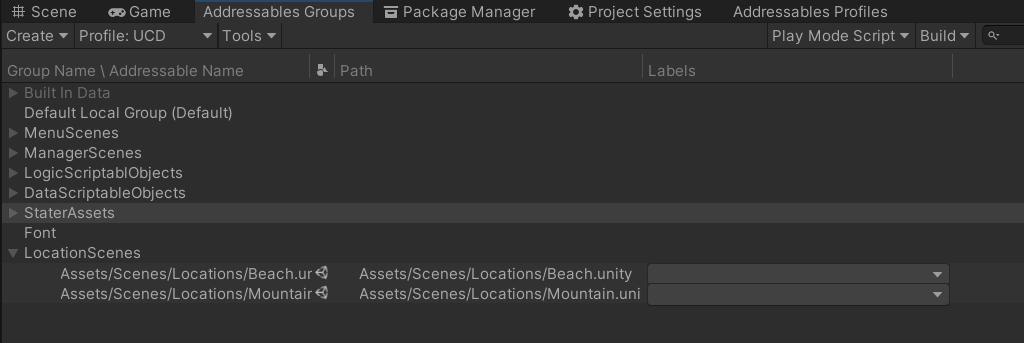 Scene Game Addressables Groups Package Manager Project Settings Addressables Profiles
Create Profile: UCD Tools Play Mode Script Build
Group Name \ Addressable Name Path Labels
Built In Data
Default Local Group (Default)
MenuScenes
ManagerScenes
LogicScriptablObjects
DataScriptableObjects
StaterAssets
Font
LocationScenes
Assets/Scenes/Locations/Beach.ur Assets/Scenes/Locations/Beach.unity
Assets/Scenes/Locations/Mountair Assets/Scenes/Locations/Mountain.uni